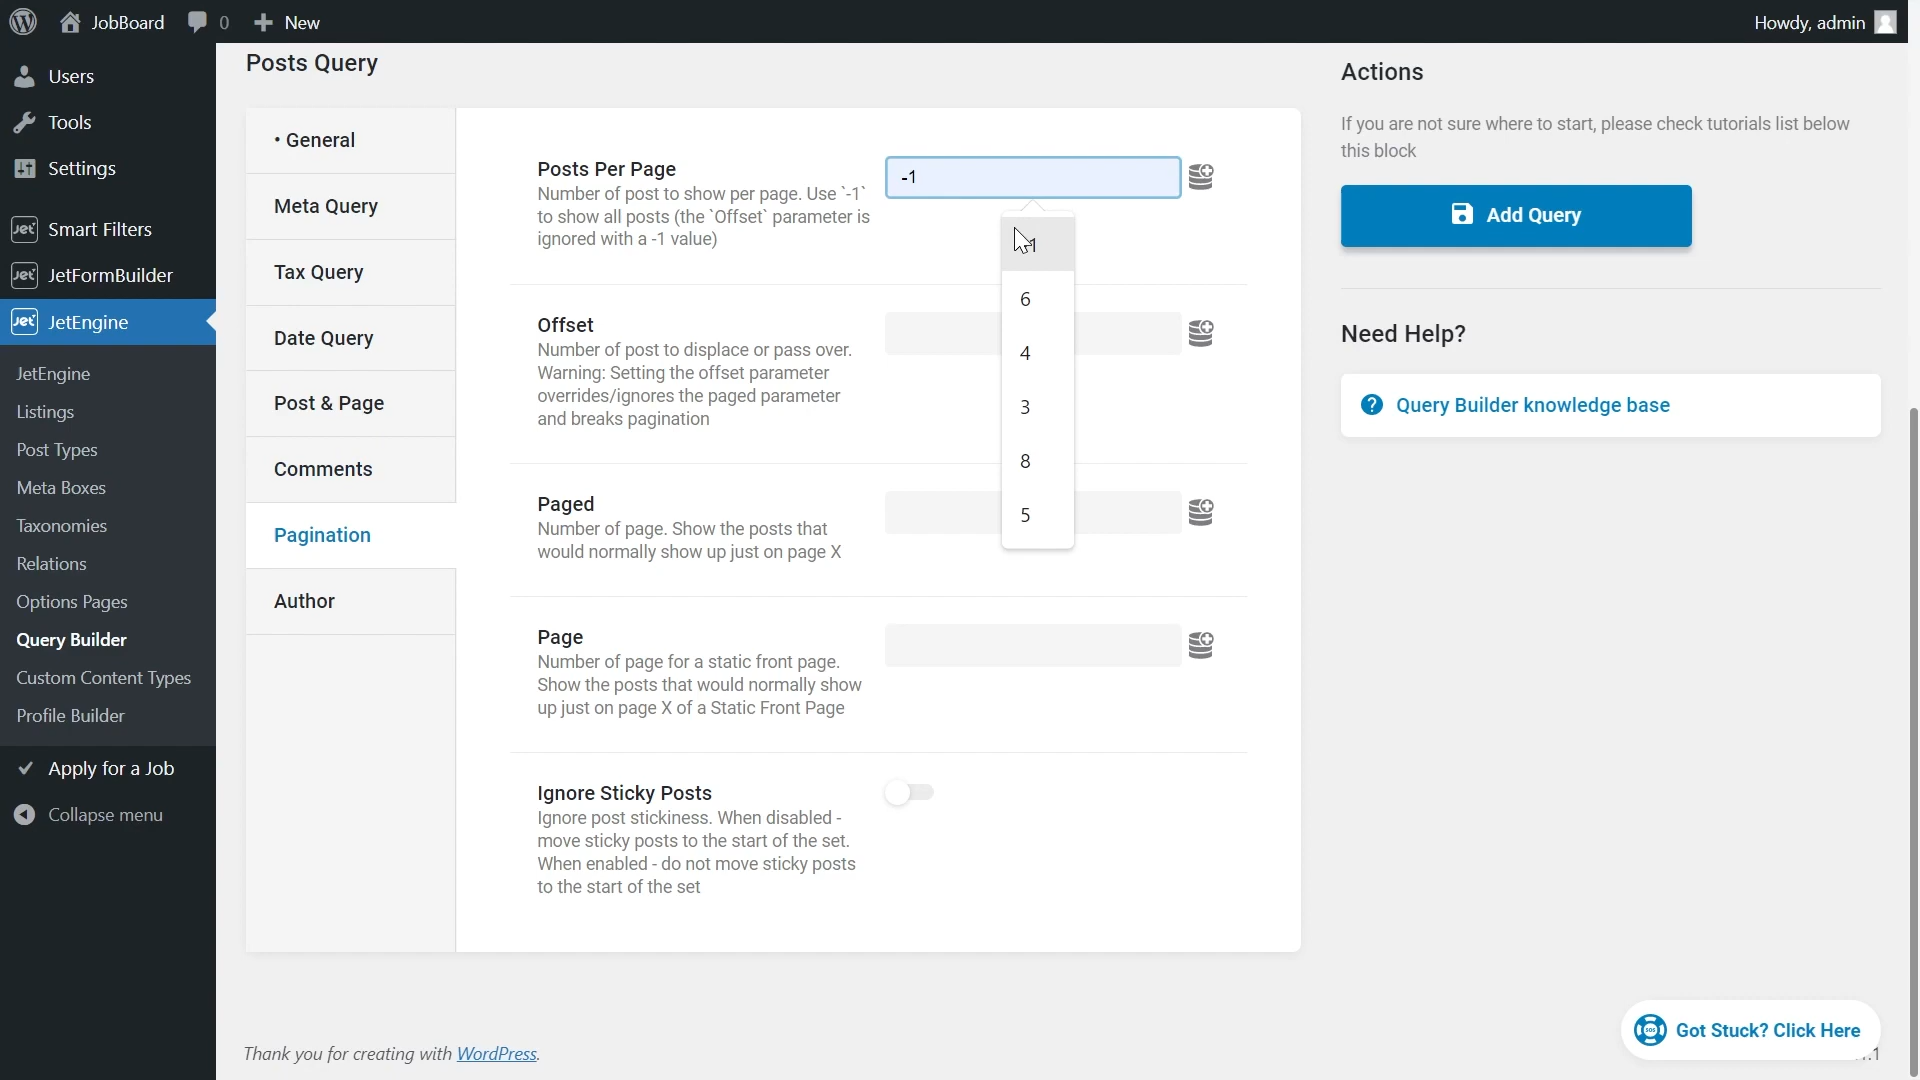 JobBoard
0
New
Howdy, admin
Users
Tools
Settings
Jet Smart Filters
Jet JetFormBuilder
Jet JetEngine
JetEngine
Listings
Post Types
Meta Boxes
Taxonomies
Relations
Options Pages
Query Builder
Custom Content Types
Profile Builder
Apply for a Job
Collapse menu
Posts Query
• General
Meta Query
Tax Query
Date Query
Post & Page
Comments
Pagination
Author
Posts Per Page
Number of post to show per page. Use `-1`
to show all posts (the `Offset` parameter is
ignored with a -1 value)
-1
6
4
3
8
5
Offset
Number of post to displace or pass over.
Warning: Setting the offset parameter
overrides/ignores the paged parameter
and breaks pagination
Paged
Number of page. Show the posts that
would normally show up just on page X
Page
Number of page for a static front page.
Show the posts that would normally show
up just on page X of a Static Front Page
Ignore Sticky Posts
Ignore post stickiness. When disabled -
move sticky posts to the start of the set.
When enabled - do not move sticky posts
to the start of the set
Actions
If you are not sure where to start, please check tutorials list below
this block
Add Query
Need Help?
? Query Builder knowledge base
Thank you for creating with WordPress.
SOS Got Stuck? Click Here